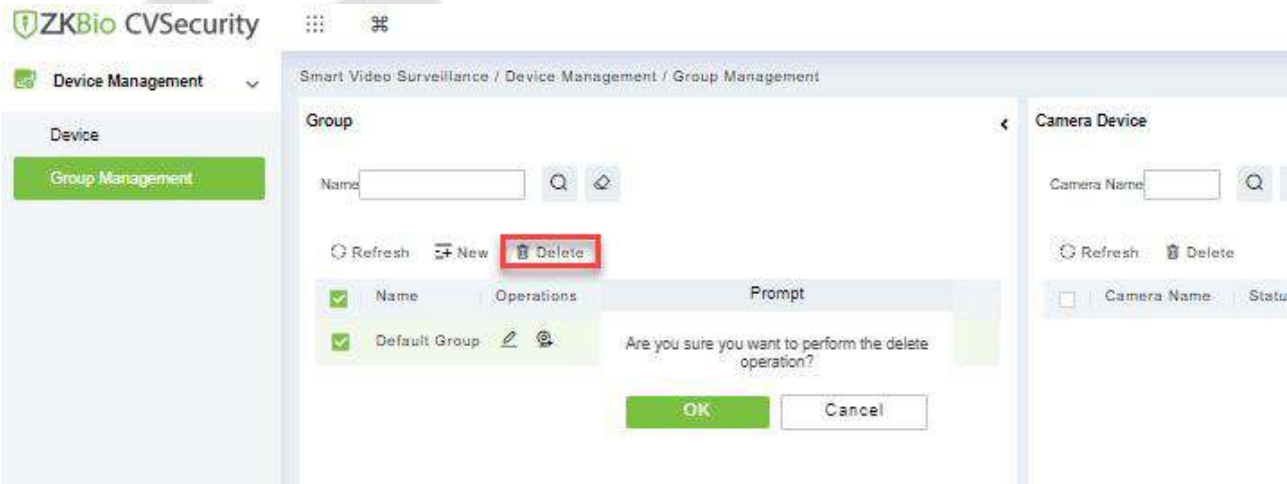 ZKBio CVSecurity
Device Management
Device
Group Management
Smart Video Surveillance / Device Management / Group Management
Group
Name
Refresh New Delete
Name Operations
Default Group
Prompt
Are you sure you want to perform the delete
operation?
OK Cancel
Camera Device
Camera Name
Refresh Delete
Camera Name Statu